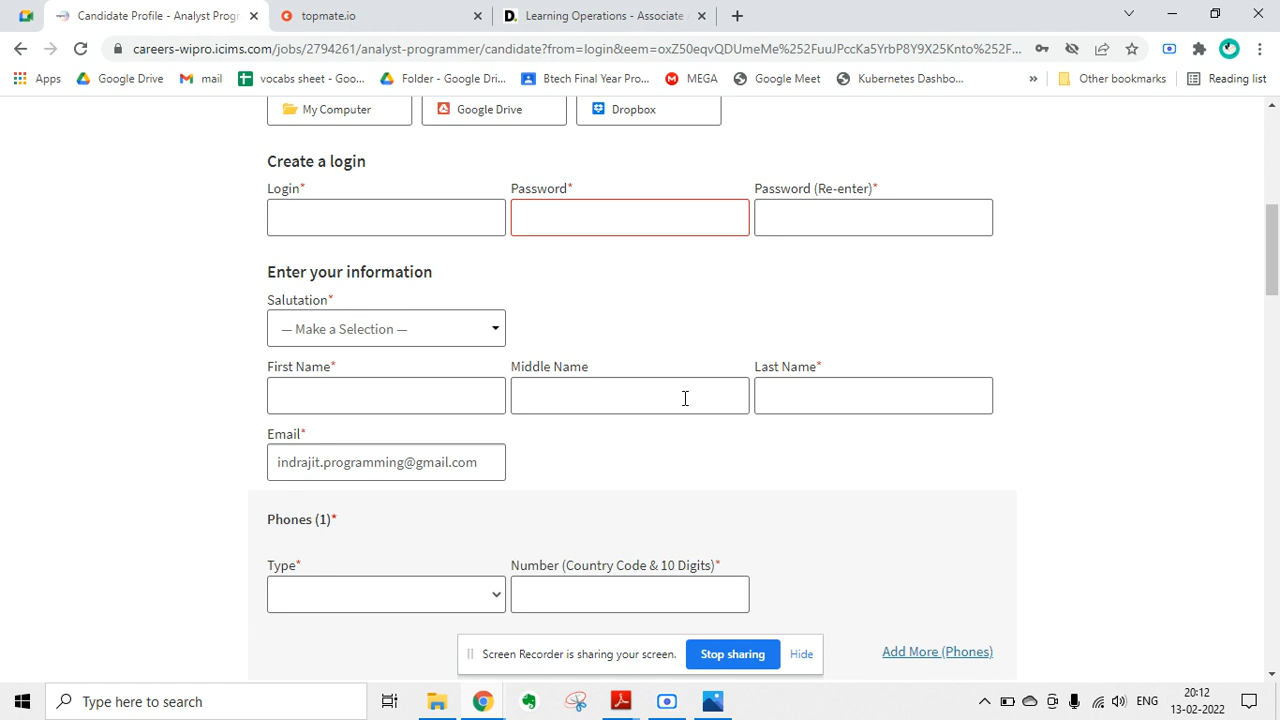 Candidate Profile - Analyst Prog
topmate.io
Learning Operations - Associate
careers-wipro.icims.com/jobs/2794261/analyst-programmer/candidate?from=login&eem=oxZ50eqvQDUmeMe%252FuuJPccKa5YrbP8Y9X25Knto%252F...
Apps Google Drive mail vocabs sheet - Goo... Folder - Google Dri... Btech Final Year Pro... MEGA Google Meet Kubernetes Dashbo... » Other bookmarks Reading list
My Computer Google Drive Dropbox
Create a login
Login* Password* Password (Re-enter)*
Enter your information
Salutation*
— Make a Selection —
First Name* Middle Name Last Name*
Email*
indrajit.programming@gmail.com
Phones (1)*
Type* Number (Country Code & 10 Digits)*
Screen Recorder is sharing your screen. Stop sharing Hide
Add More (Phones)
Type here to search
ENG
20:12
13-02-2022